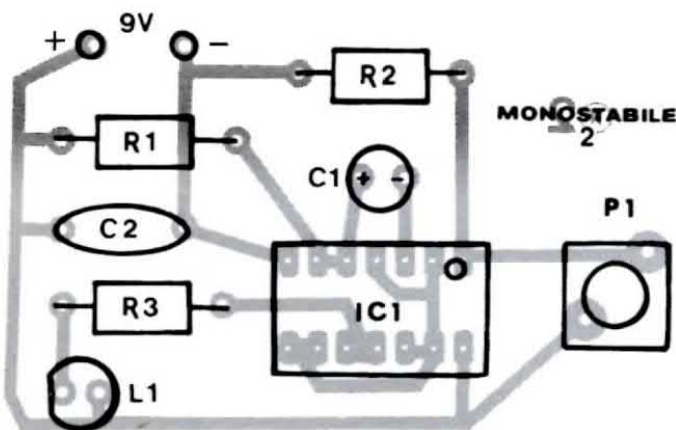 9V
+ -
R2
MONOSTABILE
2
R1
C1 + -
P1
C2
R3
IC1
L1